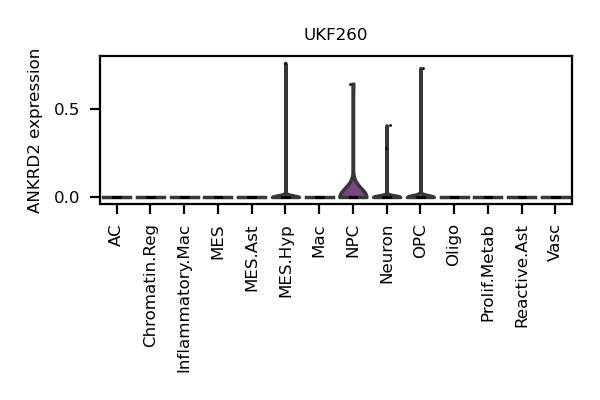 UKF260
ANKRD2 expression
0.5
0.0
AC
Chromatin.Reg
Inflammatory.Mac
MES
MES.Ast
MES.Hyp
Mac
NPC
Neuron
OPC
Oligo
Prolif.Metab
Reactive.Ast
Vasc